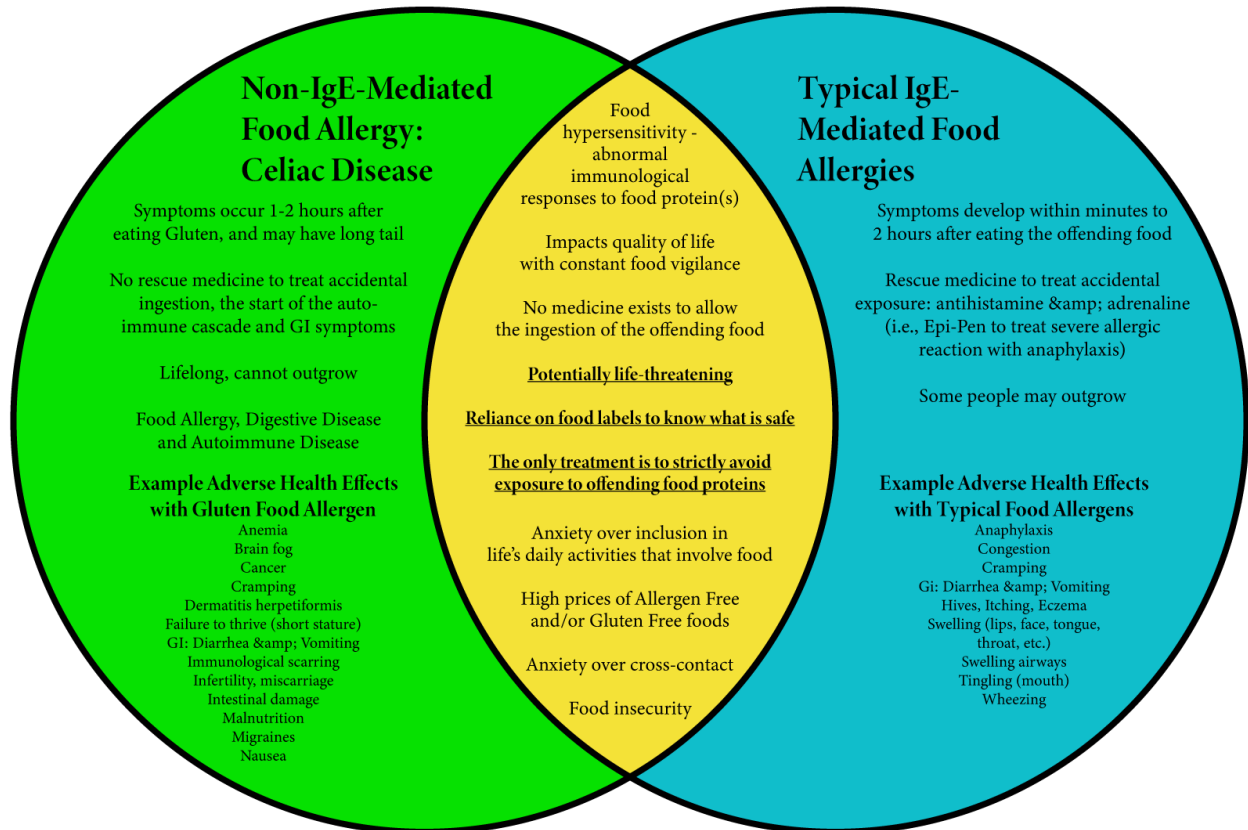 Non-IgE-Mediated
Food Allergy:
Celiac Disease
Symptoms occur 1-2 hours after
eating Gluten, and may have long tail
No rescue medicine to treat accidental
ingestion, the start of the auto-
immune cascade and GI symptoms
Lifelong, cannot outgrow
Food Allergy, Digestive Disease
and Autoimmune Disease
Example Adverse Health Effects
with Gluten Food Allergen
Anemia
Brain fog
Cancer
Cramping
Dermatitis herpetiformis
Failure to thrive (short stature)
GI: Diarrhea &amp; Vomiting
Immunological scarring
Infertility, miscarriage
Intestinal damage
Malnutrition
Migraines
Nausea
Food
hypersensitivity -
abnormal
immunological
responses to food protein(s)
Impacts quality of life
with constant food vigilance
No medicine exists to allow
the ingestion of the offending food
Potentially life-threatening
Reliance on food labels to know what is safe
The only treatment is to strictly avoid
exposure to offending food proteins
Anxiety over inclusion in
life's daily activities that involve food
High prices of Allergen Free
and/or Gluten Free foods
Anxiety over cross-contact
Food insecurity
Typical IgE-
Mediated Food
Allergies
Symptoms develop within minutes to
2 hours after eating the offending food
Rescue medicine to treat accidental
exposure: antihistamine &amp; adrenaline
(i.e., Epi-Pen to treat severe allergic
reaction with anaphylaxis)
Some people may outgrow
Example Adverse Health Effects
with Typical Food Allergens
Anaphylaxis
Congestion
Cramping
Gi: Diarrhea &amp; Vomiting
Hives, Itching, Eczema
Swelling (lips, face, tongue,
throat, etc.)
Swelling airways
Tingling (mouth)
Wheezing